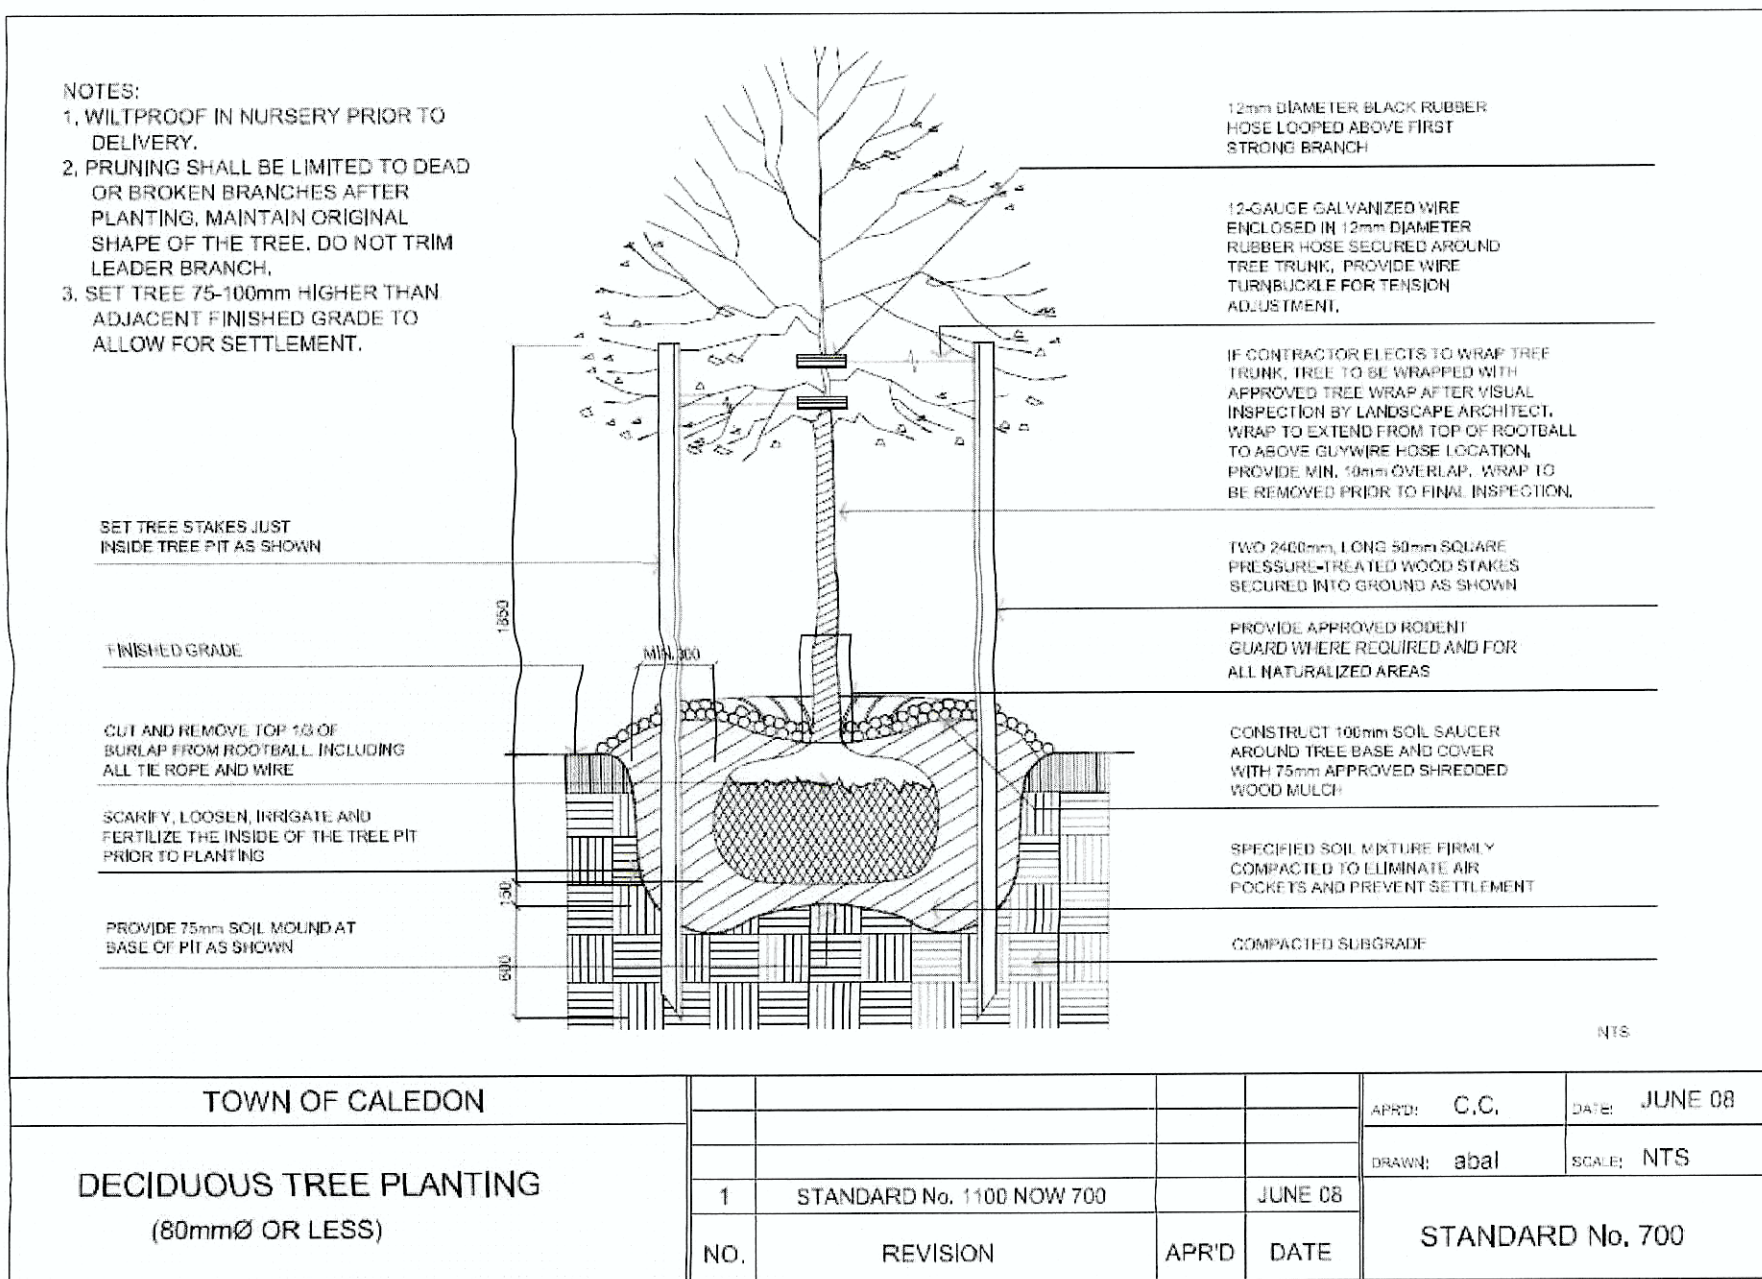 NOTES:
1. WILTPROOF IN NURSERY PRIOR TO
DELIVERY.
2. PRUNING SHALL BE LIMITED TO DEAD
OR BROKEN BRANCHES AFTER
PLANTING. MAINTAIN ORIGINAL
SHAPE OF THE TREE. DO NOT TRIM
LEADER BRANCH.
3. SET TREE 75-100mm HIGHER THAN
ADJACENT FINISHED GRADE TO
ALLOW FOR SETTLEMENT.
SET TREE STAKES JUST
INSIDE TREE PIT AS SHOWN
FINISHED GRADE
CUT AND REMOVE TOP 1/3 OF
BURLAP FROM ROOTBALL INCLUDING
ALL TIE ROPE AND WIRE
SCARIFY, LOOSEN, IRRIGATE AND
FERTILIZE THE INSIDE OF THE TREE PIT
PRIOR TO PLANTING
PROVIDE 75mm SOIL MOUND AT
BASE OF PIT AS SHOWN
1650
MIN. 300
150
600
12mm DIAMETER BLACK RUBBER
HOSE LOOPED ABOVE FIRST
STRONG BRANCH
12-GAUGE GALVANIZED WIRE
ENCLOSED IN 12mm DIAMETER
RUBBER HOSE SECURED AROUND
TREE TRUNK. PROVIDE WIRE
TURNBUCKLE FOR TENSION
ADJUSTMENT.
IF CONTRACTOR ELECTS TO WRAP TREE
TRUNK, TREE TO BE WRAPPED WITH
APPROVED TREE WRAP AFTER VISUAL
INSPECTION BY LANDSCAPE ARCHITECT.
WRAP TO EXTEND FROM TOP OF ROOTBALL
TO ABOVE GUYWIRE HOSE LOCATION.
PROVIDE MIN. 10mm OVERLAP. WRAP TO
BE REMOVED PRIOR TO FINAL INSPECTION.
TWO 2400mm, LONG 50mm SQUARE
PRESSURE-TREATED WOOD STAKES
SECURED INTO GROUND AS SHOWN
PROVIDE APPROVED RODENT
GUARD WHERE REQUIRED AND FOR
ALL NATURALIZED AREAS
CONSTRUCT 100mm SOIL SAUCER
AROUND TREE BASE AND COVER
WITH 75mm APPROVED SHREDDED
WOOD MULCH
SPECIFIED SOIL MIXTURE FIRMLY
COMPACTED TO ELIMINATE AIR
POCKETS AND PREVENT SETTLEMENT
COMPACTED SUBGRADE
NTS
TOWN OF CALEDON
DECIDUOUS TREE PLANTING
(80mmØ OR LESS)
1 STANDARD No. 1100 NOW 700 JUNE 08
NO. REVISION APR'D DATE
APR'D: C.C. DATE: JUNE 08
DRAWN: abal SCALE: NTS
STANDARD No. 700